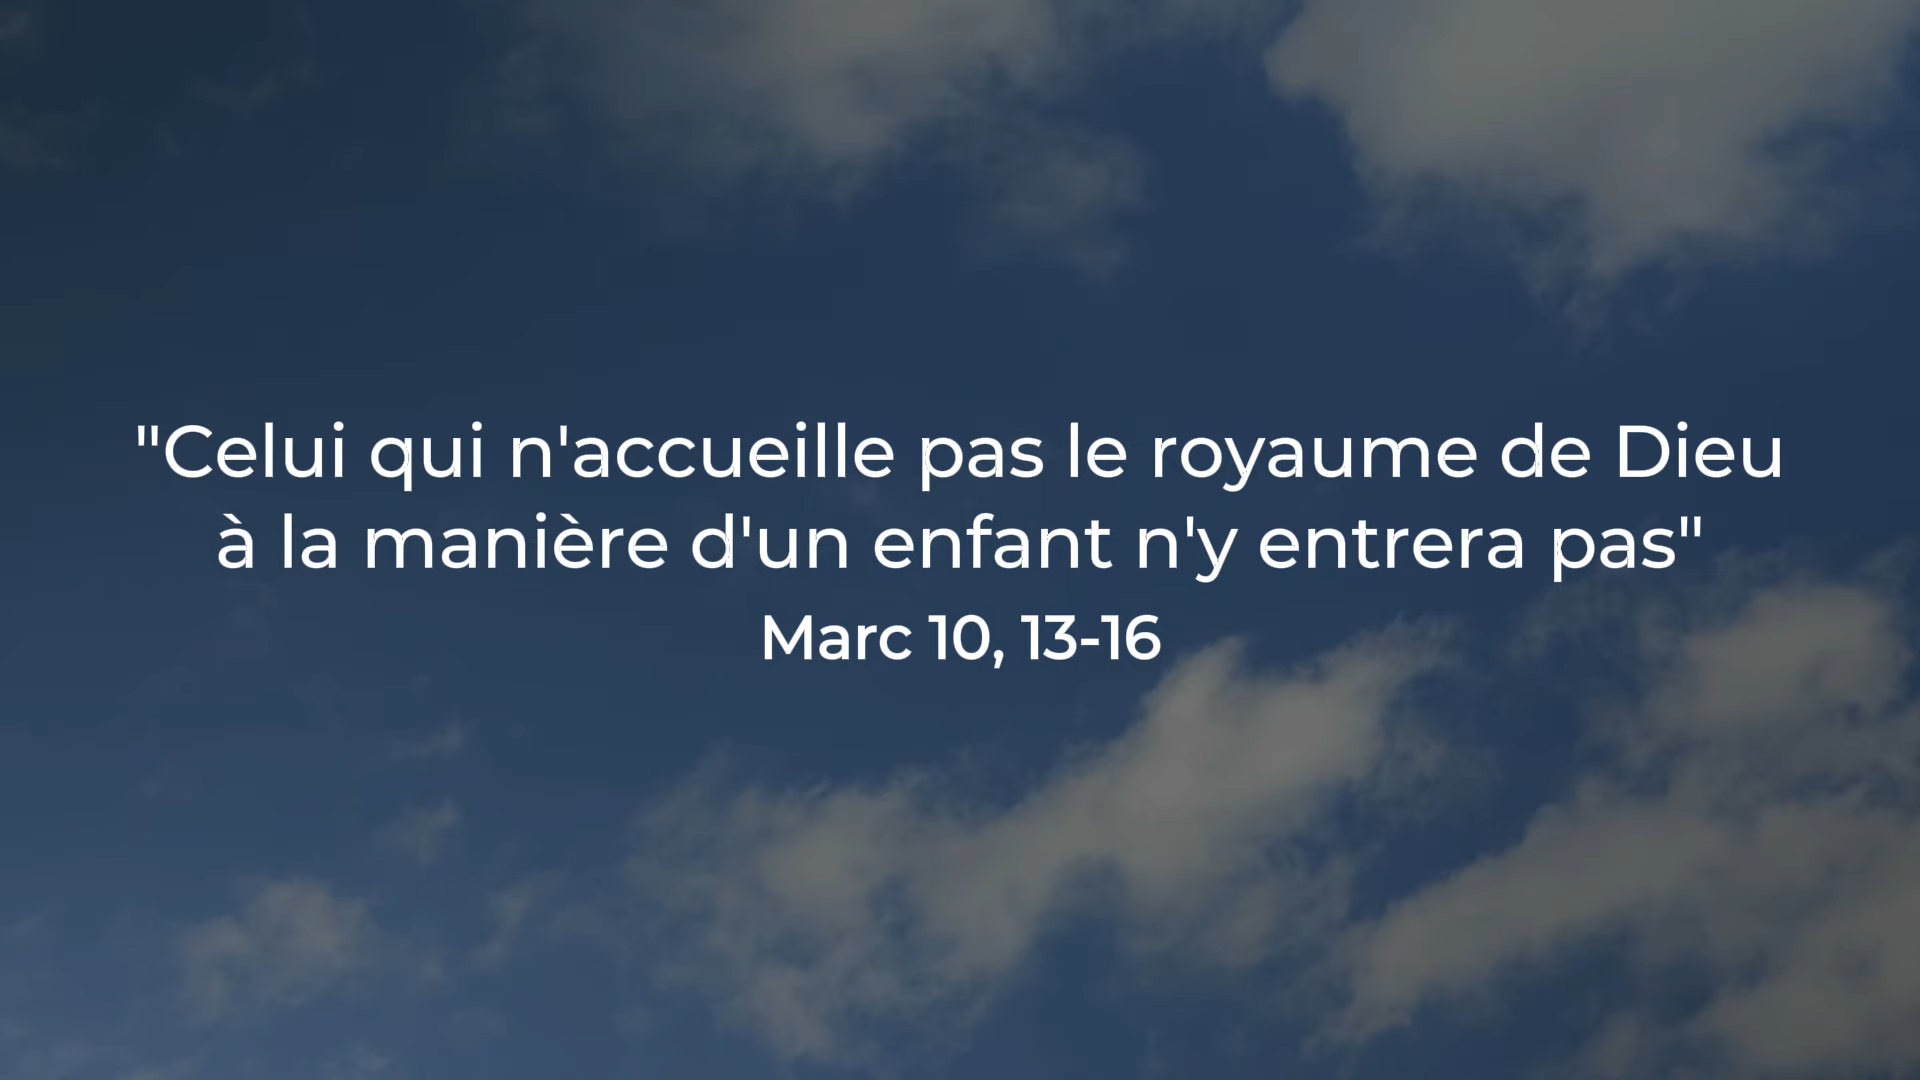 "Celui qui n'accueille pas le royaume de Dieu
à la manière d'un enfant n'y entrera pas"
Marc 10, 13-16